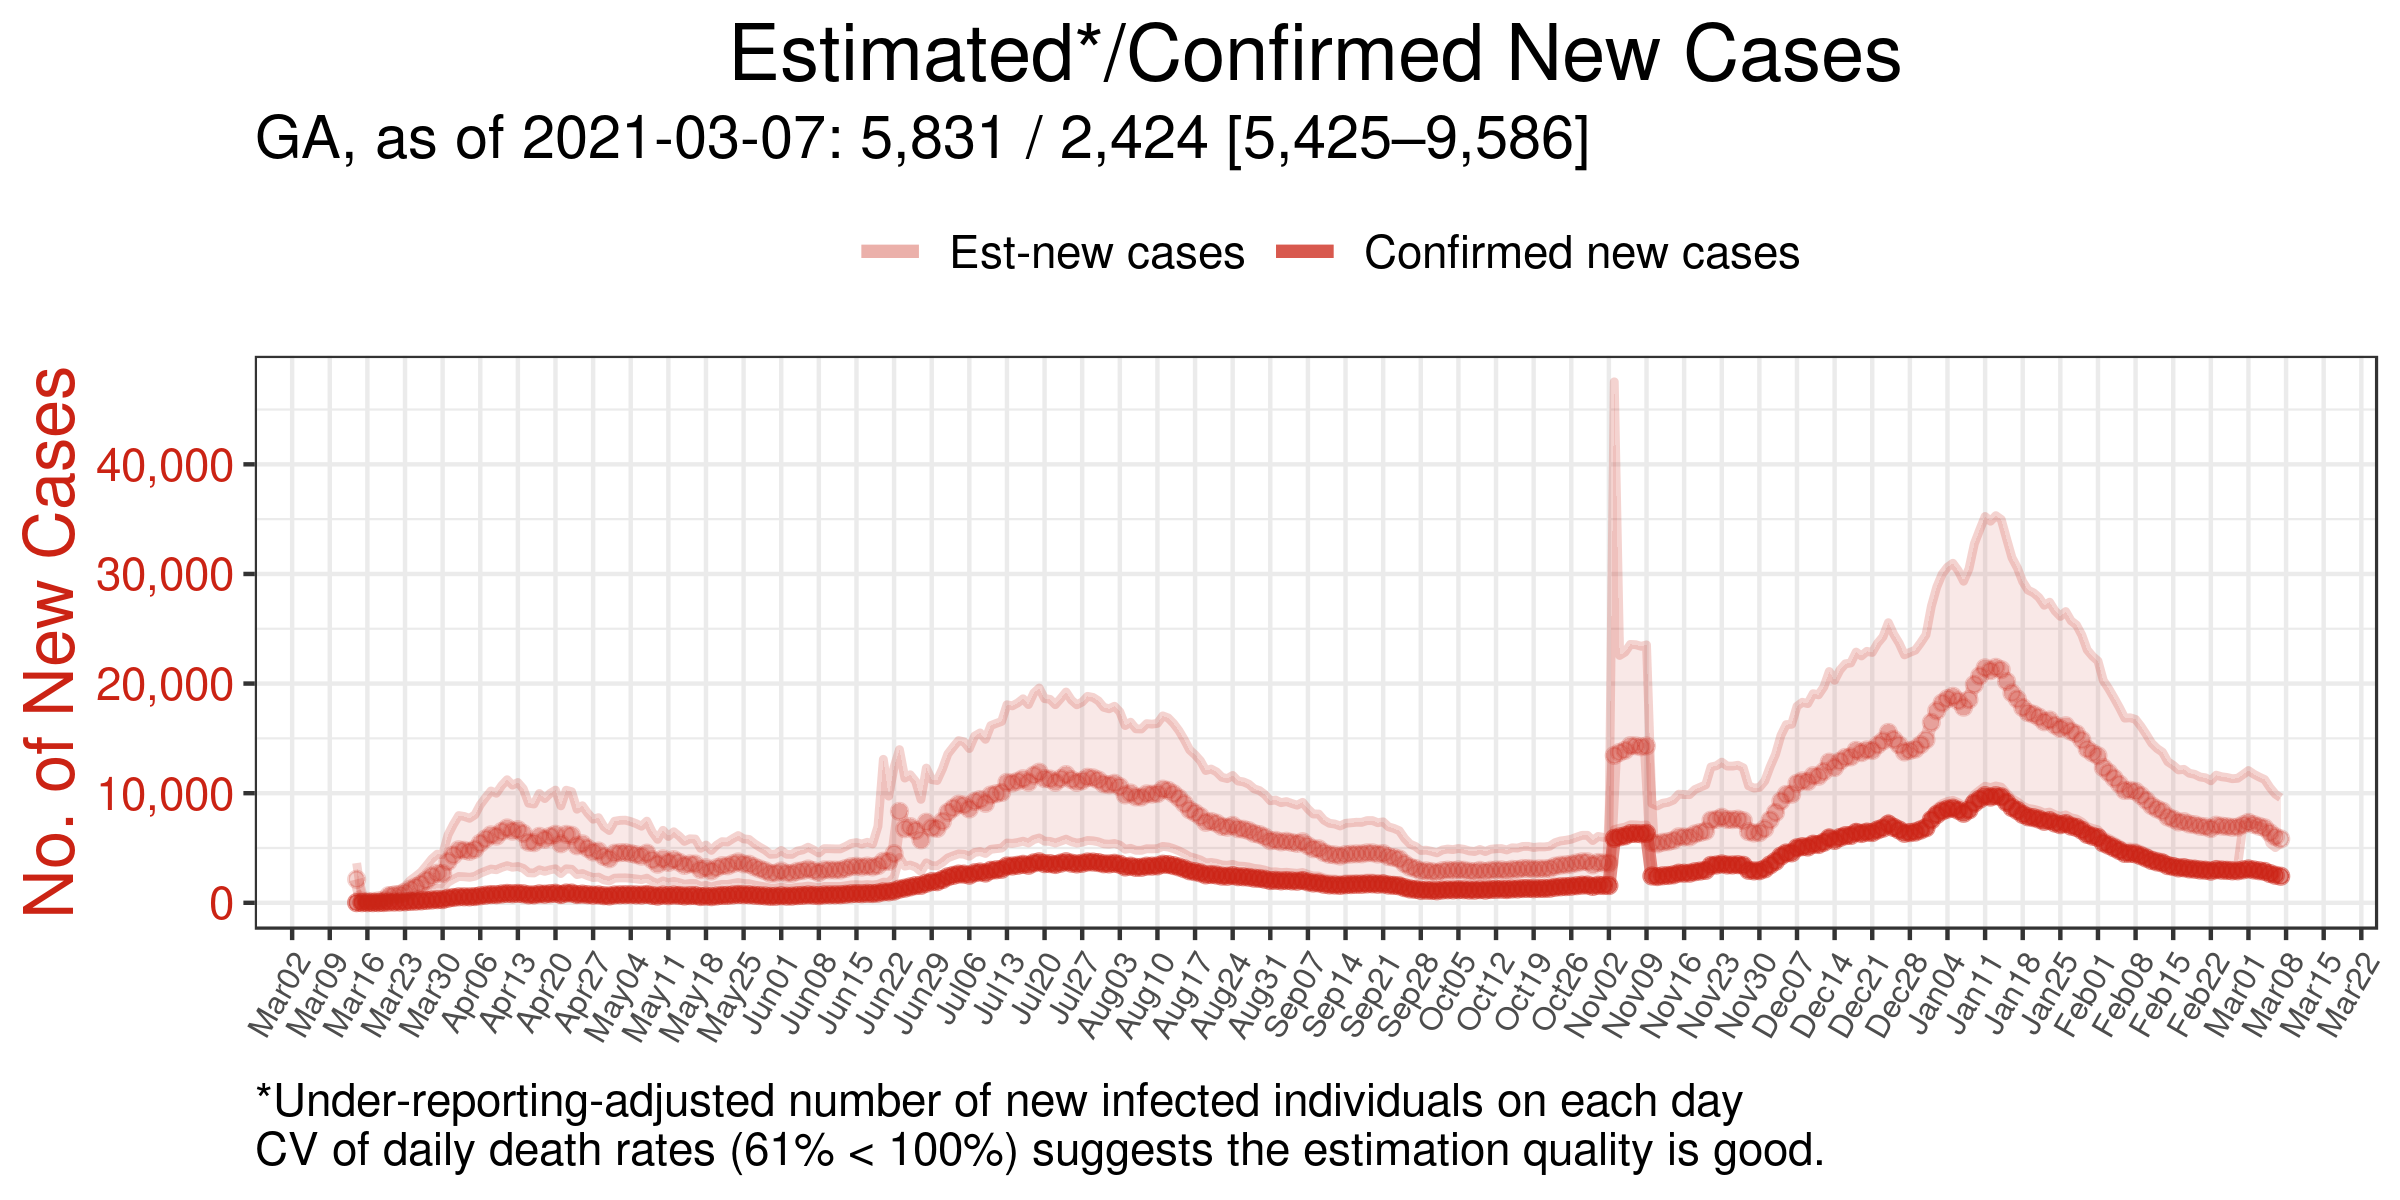 Estimated*/Confirmed New Cases
GA, as of 2021-03-07: 5,831 / 2,424 [5,425–9,586]
Est-new cases
Confirmed new cases
No. of New Cases
40,000
30,000
20,000
10,000
0
Mar02
Mar09
Mar16
Mar23
Mar30
Apr06
Apr13
Apr20
Apr27
May04
May11
May18
May25
Jun01
Jun08
Jun15
Jun22
Jun29
Jul06
Jul13
Jul20
Jul27
Aug03
Aug10
Aug17
Aug24
Aug31
Sep07
Sep14
Sep21
Sep28
Oct05
Oct12
Oct19
Oct26
Nov02
Nov09
Nov16
Nov23
Nov30
Dec07
Dec14
Dec21
Dec28
Jan04
Jan11
Jan18
Jan25
Feb01
Feb08
Feb15
Feb22
Mar01
Mar08
Mar15
Mar22
*Under-reporting-adjusted number of new infected individuals on each day
CV of daily death rates (61% < 100%) suggests the estimation quality is good.